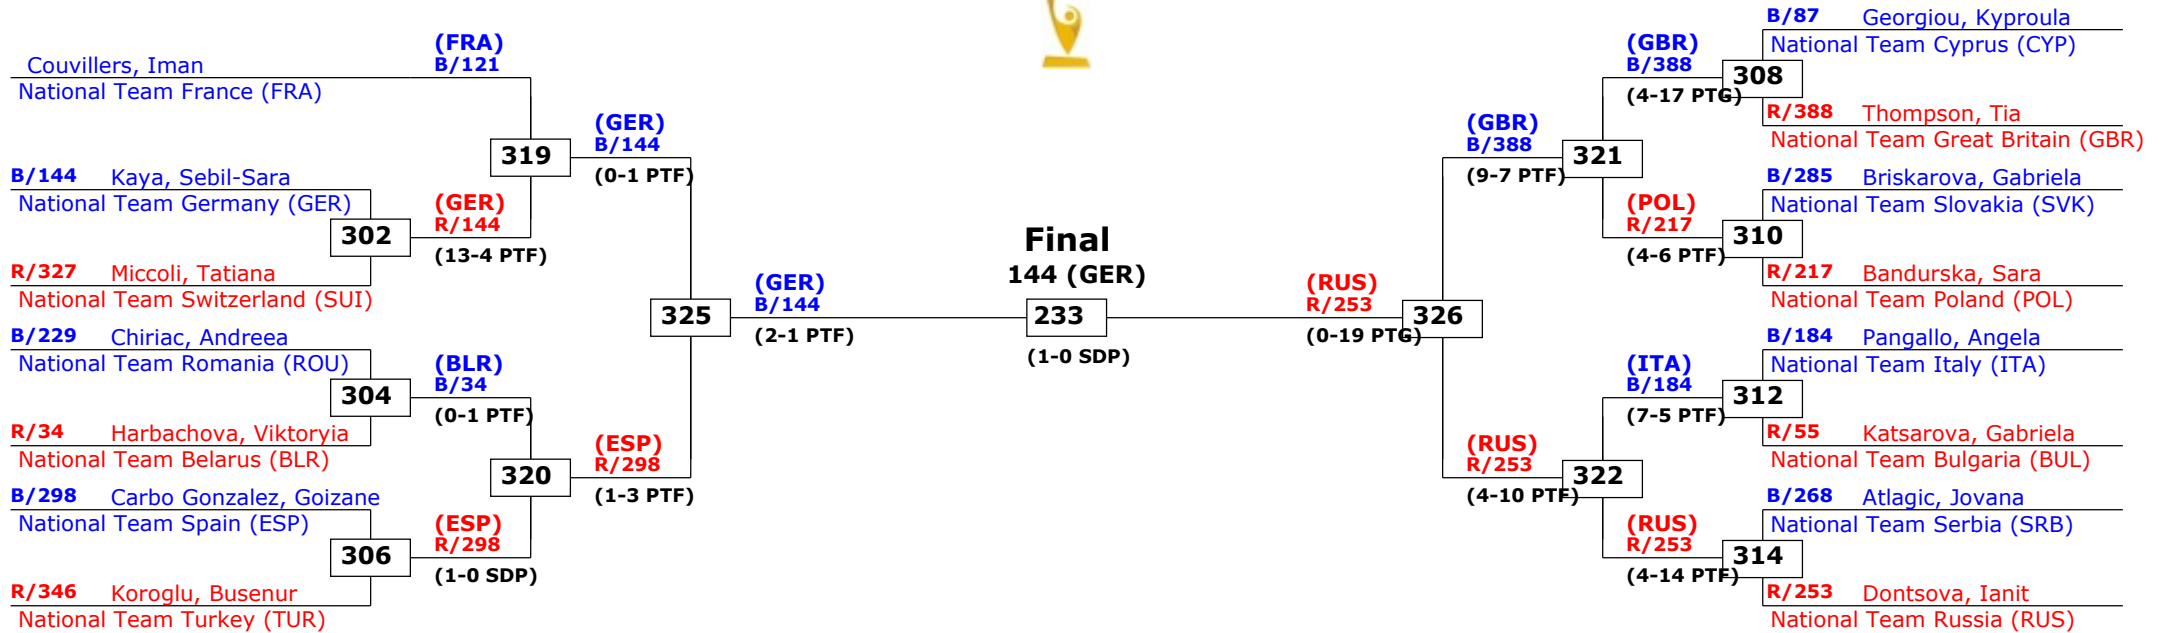 Couvillers, Iman
National Team France (FRA)
(FRA)
B/121
B/144 Kaya, Sebil-Sara
National Team Germany (GER)
302
R/327 Miccoli, Tatiana
National Team Switzerland (SUI)
(GER)
R/144
(13-4 PTF)
319
(GER)
B/144
(0-1 PTF)
B/229 Chiriac, Andreea
National Team Romania (ROU)
304
R/34 Harbachova, Viktoryia
National Team Belarus (BLR)
(BLR)
B/34
(0-1 PTF)
B/298 Carbo Gonzalez, Goizane
National Team Spain (ESP)
306
R/346 Koroglu, Busenur
National Team Turkey (TUR)
(ESP)
R/298
(1-0 SDP)
320
(ESP)
R/298
(1-3 PTF)
325
(GER)
B/144
(2-1 PTF)
Final
144 (GER)
233
(1-0 SDP)
(RUS)
R/253
(0-19 PTG)
326
(GBR)
B/388
(9-7 PTF)
321
(GBR)
B/388
(4-17 PTG)
308
B/87 Georgiou, Kyproula
National Team Cyprus (CYP)
R/388 Thompson, Tia
National Team Great Britain (GBR)
(POL)
R/217
(4-6 PTF)
310
B/285 Briskarova, Gabriela
National Team Slovakia (SVK)
R/217 Bandurska, Sara
National Team Poland (POL)
(RUS)
R/253
(4-10 PTF)
322
(ITA)
B/184
(7-5 PTF)
312
B/184 Pangallo, Angela
National Team Italy (ITA)
R/55 Katsarova, Gabriela
National Team Bulgaria (BUL)
(RUS)
R/253
(4-14 PTF)
314
B/268 Atlagic, Jovana
National Team Serbia (SRB)
R/253 Dontsova, Ianit
National Team Russia (RUS)